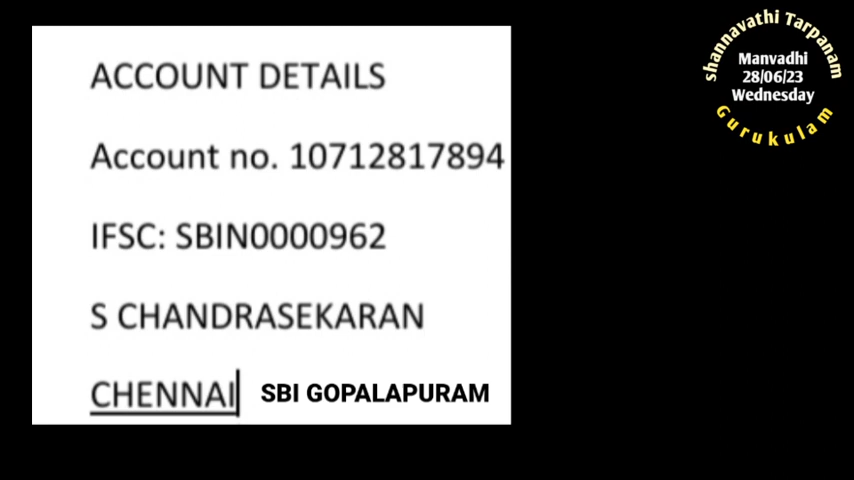 ACCOUNT DETAILS
Account no. 10712817894
IFSC: SBIN0000962
S CHANDRASEKARAN
CHENNAI SBI GOPALAPURAM
shannavathi Tarpanam
Manvadhi
28/06/23
Wednesday
Gurukulam